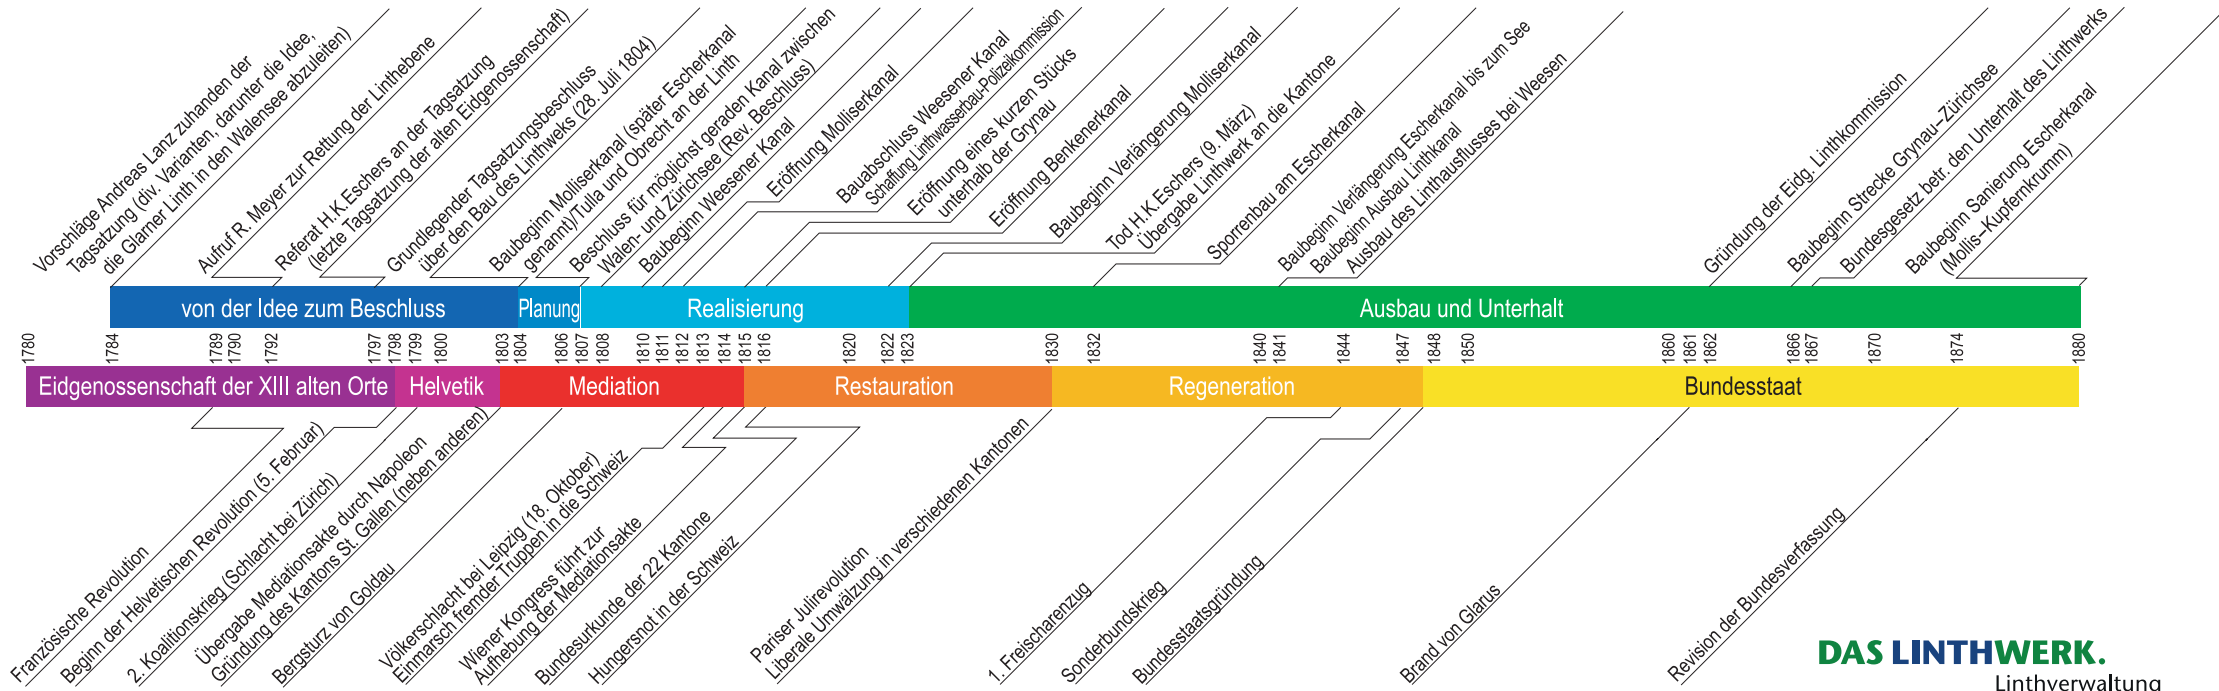 Vorschläge Andreas Lanz zuhanden der
Tagsatzung (div. Varianten, darunter die Idee,
die Glarner Linth in den Walensee abzuleiten)
Aufruf R. Meyer zur Rettung der Linthebene
Referat H.K. Eschers an der Tagsatzung
(letzte Tagsatzung der alten Eidgenossenschaft)
Grundlegender Tagsatzungsbeschluss
über den Bau des Linthweks (28. Juli 1804)
Baubeginn Molliserkanal (später Escherkanal
genannt)/Tulla und Obrecht an der Linth
Beschluss für möglichst geraden Kanal zwischen
Walen- und Zürichsee (Rev. Beschluss)
Baubeginn Weesener Kanal
Eröffnung Molliserkanal
Bauabschluss Weesener Kanal
Schaffung Linthwasserbau-Polizeikommission
Eröffnung eines kurzen Stücks
unterhalb der Grynau
Eröffnung Benkenerkanal
Baubeginn Verlängerung Molliserkanal
Tod H.K. Eschers (9. März)
Übergabe Linthwerk an die Kantone
Sporrenbau am Escherkanal
Baubeginn Verlängerung Escherkanal bis zum See
Baubeginn Ausbau Linthkanal
Ausbau des Linthausflusses bei Weesen
Gründung der Eidg. Linthkommission
Baubeginn Strecke Grynau–Zürichsee
Bundesgesetz betr. den Unterhalt des Linthwerks
Baubeginn Sanierung Escherkanal
(Mollis–Kupfernkrumm)
von der Idee zum Beschluss
Planung
Realisierung
Ausbau und Unterhalt
1780
1784
1789
1790
1792
1797
1798
1799
1800
1803
1804
1806
1807
1808
1810
1811
1812
1813
1814
1815
1816
1820
1822
1823
1830
1832
1840
1841
1844
1847
1848
1850
1860
1861
1862
1866
1867
1870
1874
1880
Eidgenossenschaft der XIII alten Orte
Helvetik
Mediation
Restauration
Regeneration
Bundesstaat
Französische Revolution
Beginn der Helvetischen Revolution (5. Februar)
2. Koalitionskrieg (Schlacht bei Zürich)
Übergabe Mediationsakte durch Napoleon
Gründung des Kantons St. Gallen (neben anderen)
Bergsturz von Goldau
Völkerschlacht bei Leipzig (18. Oktober)
Einmarsch fremder Truppen in die Schweiz
Wiener Kongress führt zur
Aufhebung der Mediationsakte
Bundesurkunde der 22 Kantone
Hungersnot in der Schweiz
Pariser Julirevolution
Liberale Umwälzung in verschiedenen Kantonen
1. Freischarenzug
Sonderbundskrieg
Bundesstaatsgründung
Brand von Glarus
Revision der Bundesverfassung
DAS LINTHWERK.
Linthverwaltung